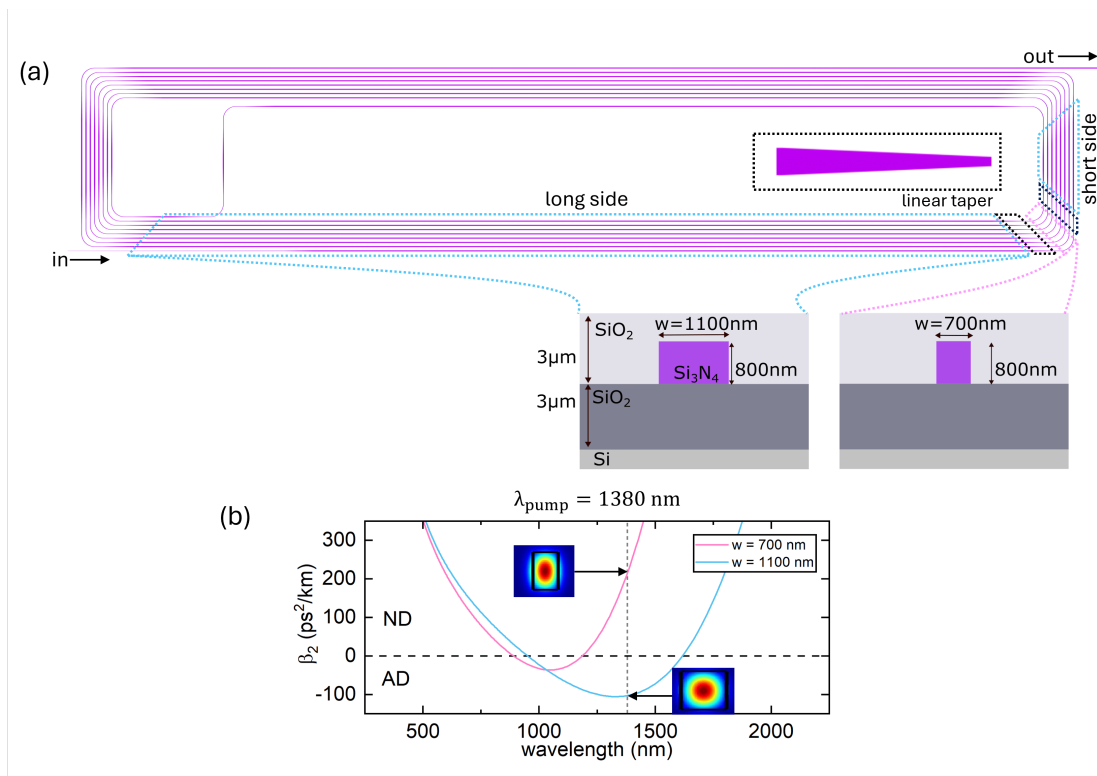 (a)
out
short side
linear taper
long side
in
w=1100nm
w=700nm
SiO₂
3μm
Si₃N₄
800nm
800nm
3μm
SiO₂
Si
λpump = 1380 nm
(b)
300
200
100
0
-100
β₂ (ps²/km)
ND
AD
w = 700 nm
w = 1100 nm
500
1000
1500
2000
wavelength (nm)